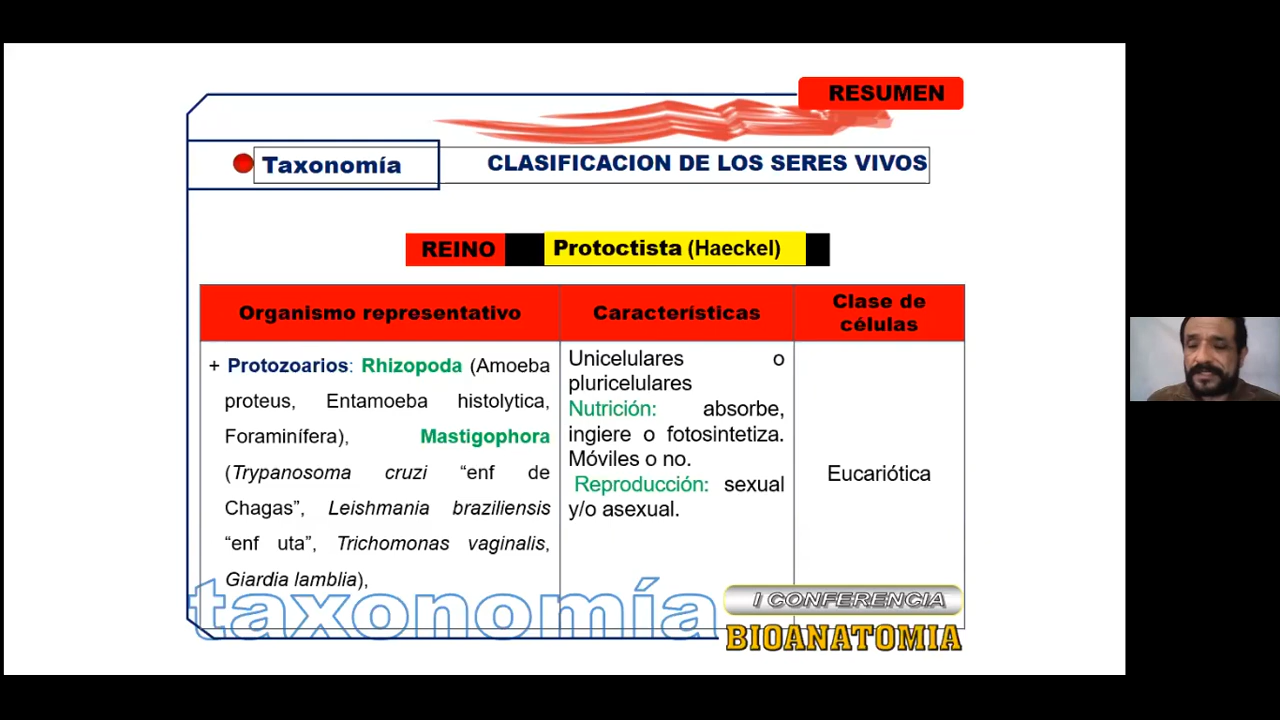 RESUMEN
Taxonomía
CLASIFICACION DE LOS SERES VIVOS
REINO
Protoctista (Haeckel)
Organismo representativo
Características
Clase de
células
+ Protozoarios: Rhizopoda (Amoeba
proteus, Entamoeba histolytica,
Foraminífera), Mastigophora
(Trypanosoma cruzi “enf de
Chagas”, Leishmania braziliensis
“enf uta”, Trichomonas vaginalis,
Giardia lamblia),
Unicelulares o
pluricelulares
Nutrición: absorbe,
ingiere o fotosintetiza.
Móviles o no.
Reproducción: sexual
y/o asexual.
Eucariótica
taxonomía
I CONFERENCIA
BIOANATOMIA